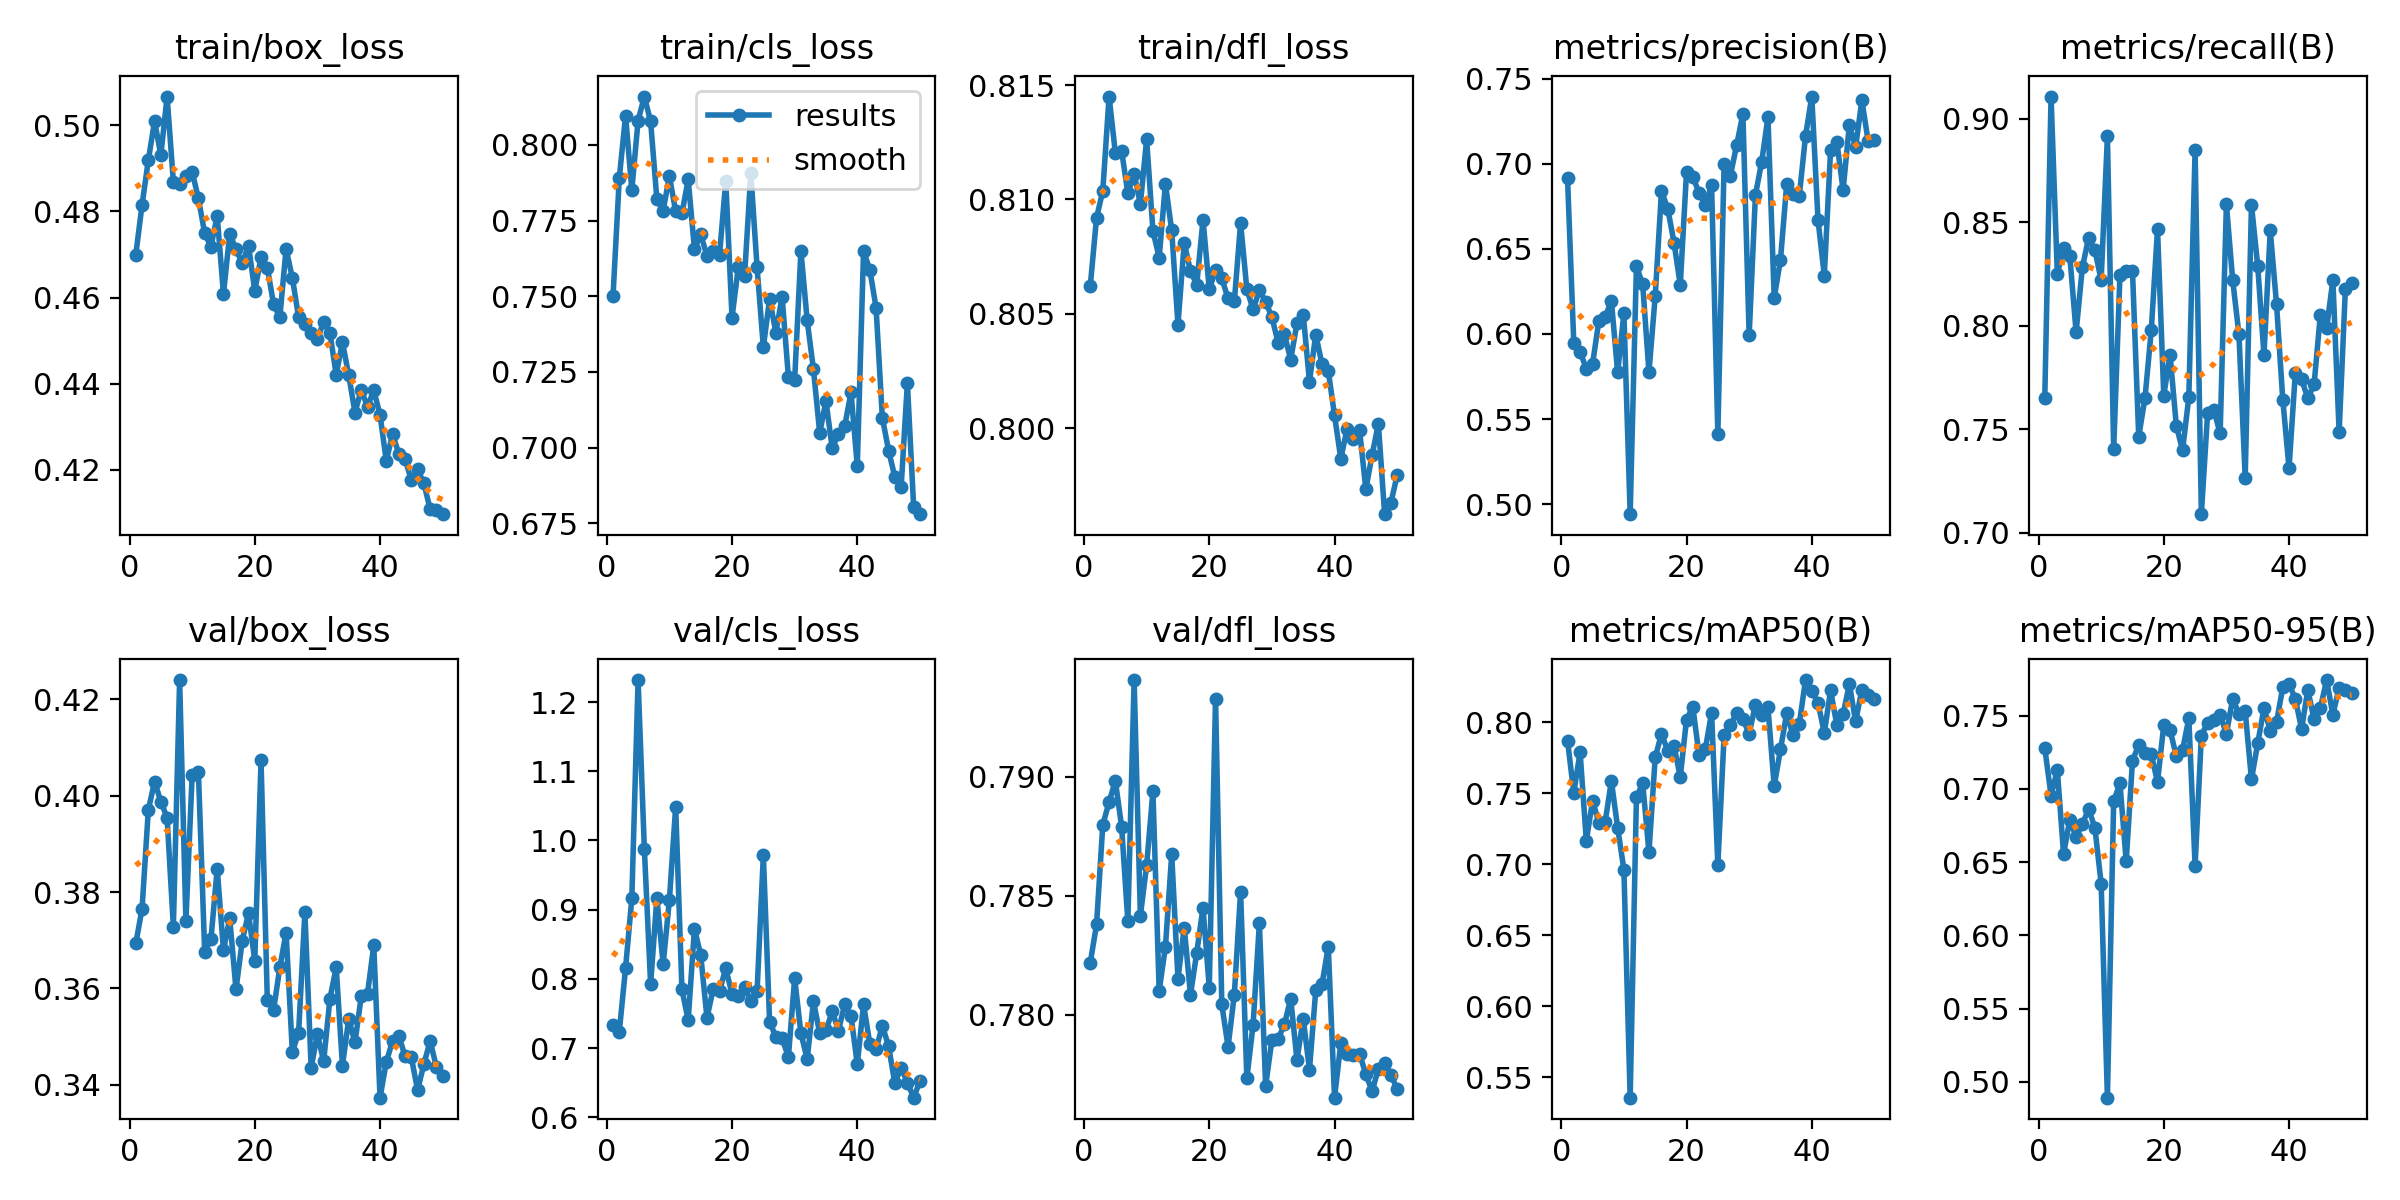 train/box_loss
0.50
0.48
0.46
0.44
0.42
0 20 40
train/cls_loss
results
smooth
0.800
0.775
0.750
0.725
0.700
0.675
0 20 40
train/dfl_loss
0.815
0.810
0.805
0.800
0 20 40
metrics/precision(B)
0.75
0.70
0.65
0.60
0.55
0.50
0 20 40
metrics/recall(B)
0.90
0.85
0.80
0.75
0.70
0 20 40
val/box_loss
0.42
0.40
0.38
0.36
0.34
0 20 40
val/cls_loss
1.2
1.1
1.0
0.9
0.8
0.7
0.6
0 20 40
val/dfl_loss
0.790
0.785
0.780
0 20 40
metrics/mAP50(B)
0.80
0.75
0.70
0.65
0.60
0.55
0 20 40
metrics/mAP50-95(B)
0.75
0.70
0.65
0.60
0.55
0.50
0 20 40